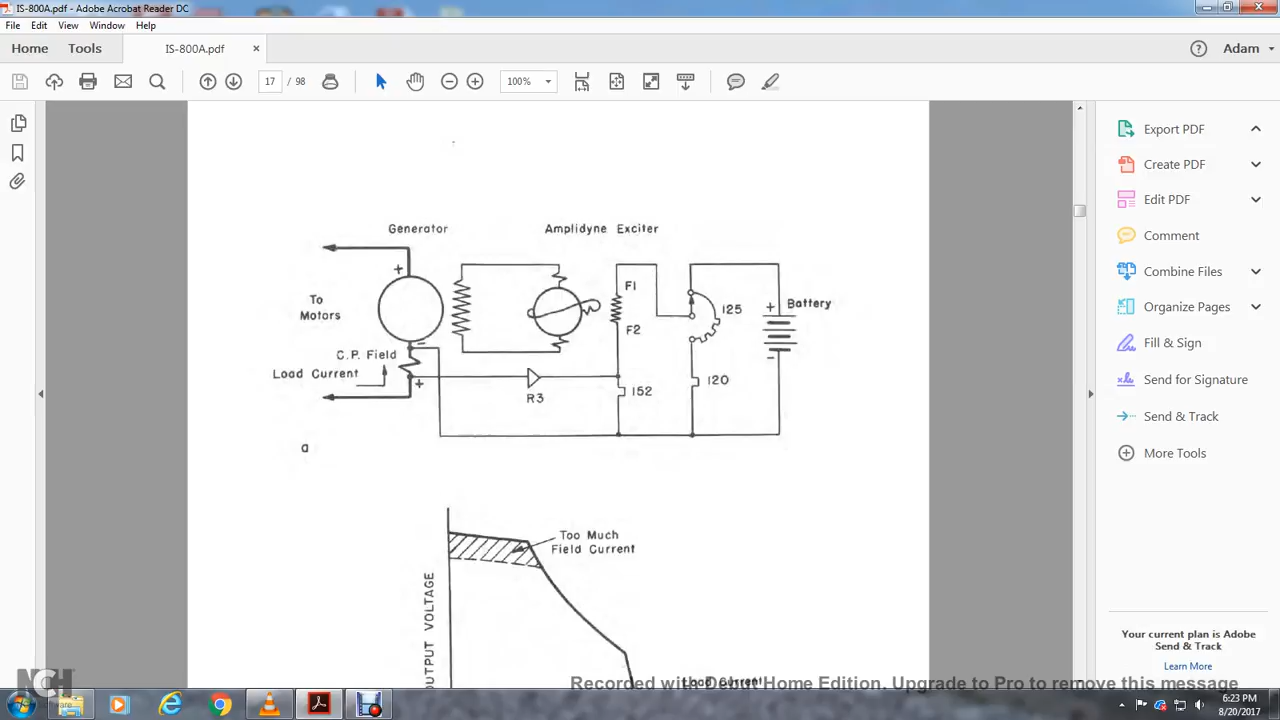 IS-800A.pdf - Adobe Acrobat Reader DC
File Edit View Window Help
Home Tools IS-800A.pdf × Adam
17 / 98 100%
Export PDF
Create PDF
Edit PDF
Comment
Combine Files
Organize Pages
Fill & Sign
Send for Signature
Send & Track
More Tools
Your current plan is Adobe
Send & Track
Learn More
Generator Amplidyne Exciter
+
To
Motors
F1
F2
125
+ Battery
-
-
C.P. Field
Load Current
+
R3
152
120
a
Too Much
Field Current
OUTPUT VOLTAGE
Load Current
NCH
Recorded with Debut Home Edition. Upgrade to Pro to remove this message
6:23 PM
8/20/2017